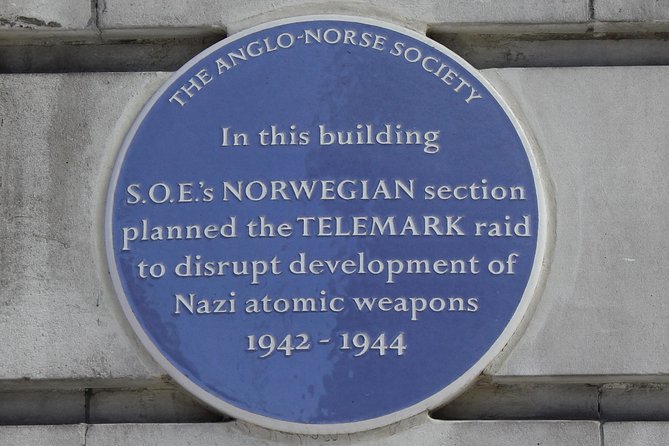 THE ANGLO-NORSE SOCIETY
In this building
S.O.E.'s NORWEGIAN section
planned the TELEMARK raid
to disrupt development of
Nazi atomic weapons
1942 - 1944